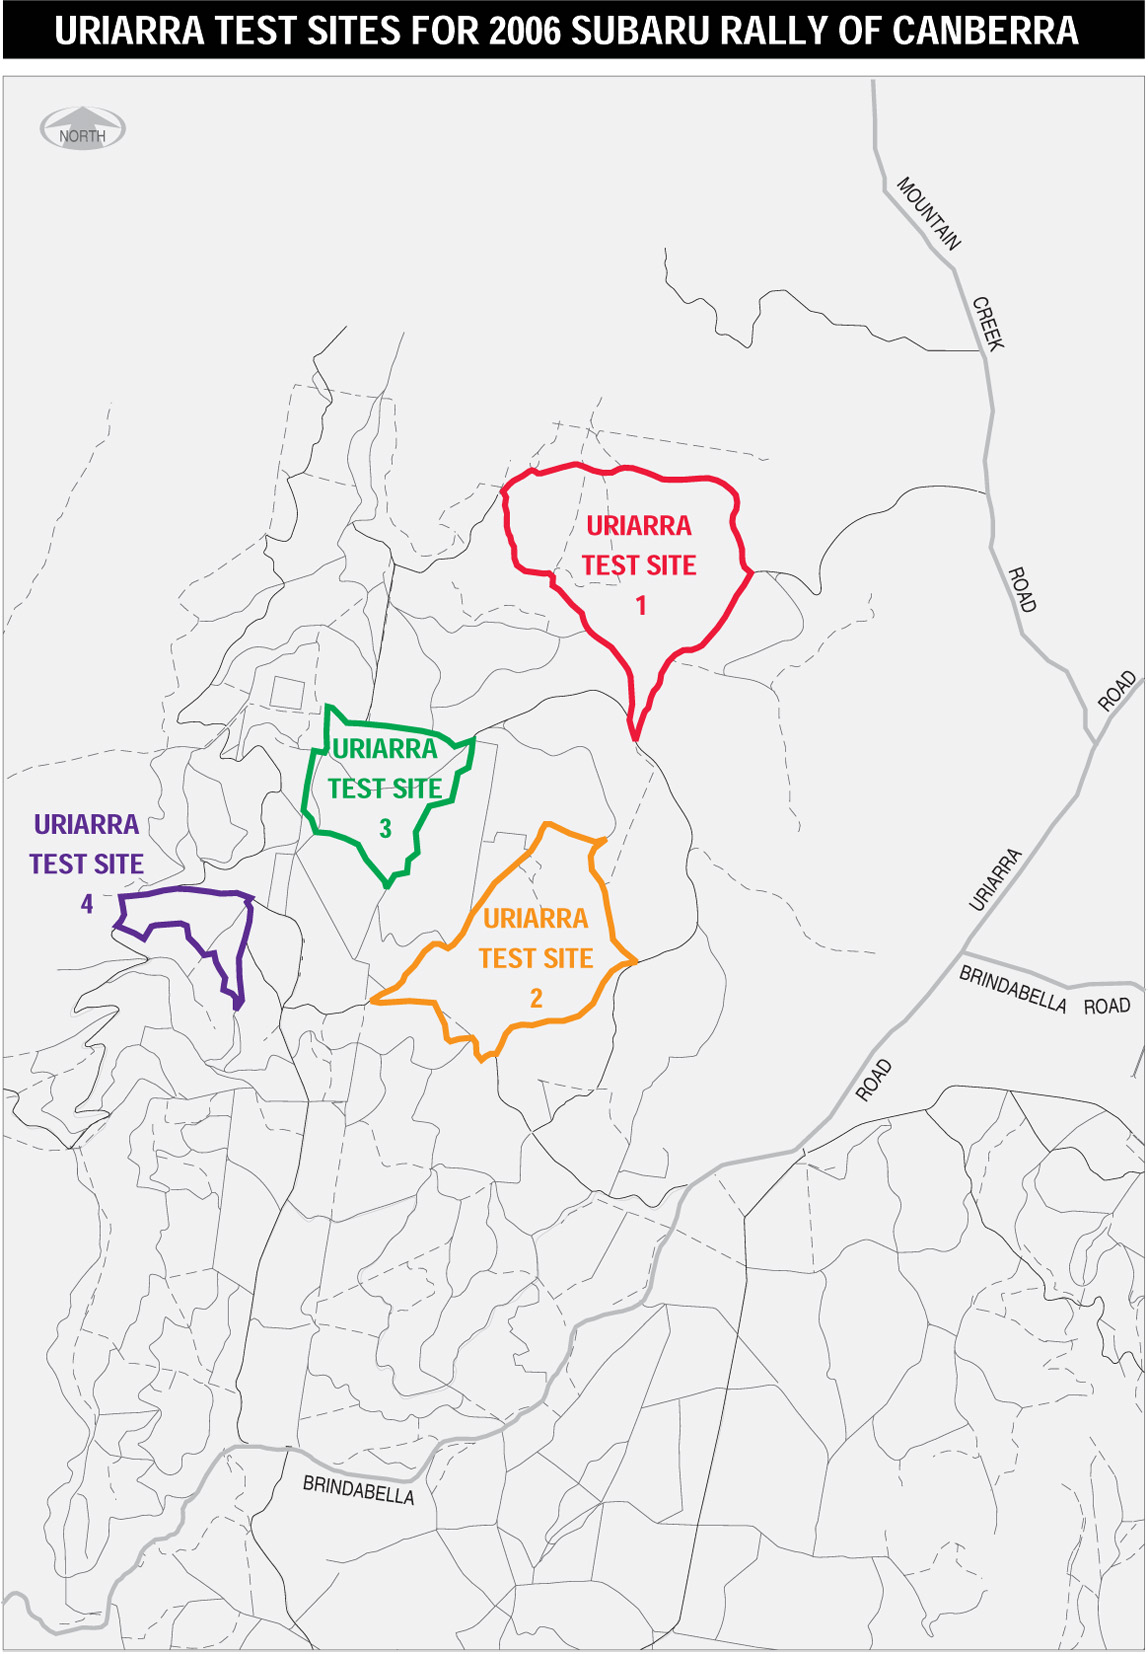 URIARRA TEST SITES FOR 2006 SUBARU RALLY OF CANBERRA
NORTH
MOUNTAIN
CREEK
ROAD
ROAD
URIARRA
TEST SITE
1
URIARRA
TEST SITE
3
URIARRA
TEST SITE
4
URIARRA
TEST SITE
2
URIARRA
BRINDABELLA ROAD
ROAD
BRINDABELLA